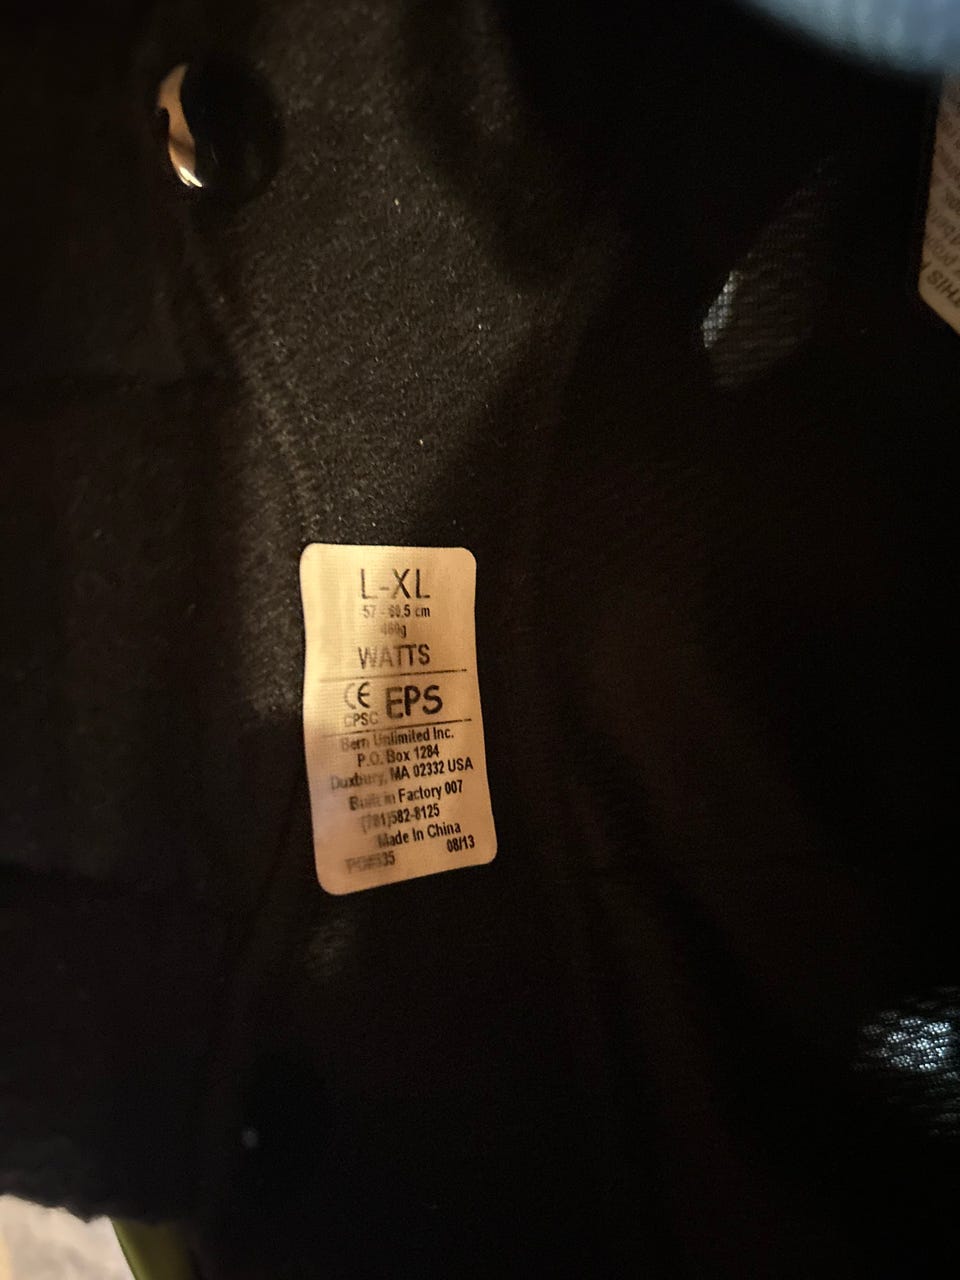 L-XL
57 - 60.5 cm
WATTS
CE EPS
CPSC
Bern Unlimited Inc.
P.O. Box 1284
Duxbury, MA 02332 USA
Built in Factory 007
(781)582-8125
Made In China
08/13
THIS